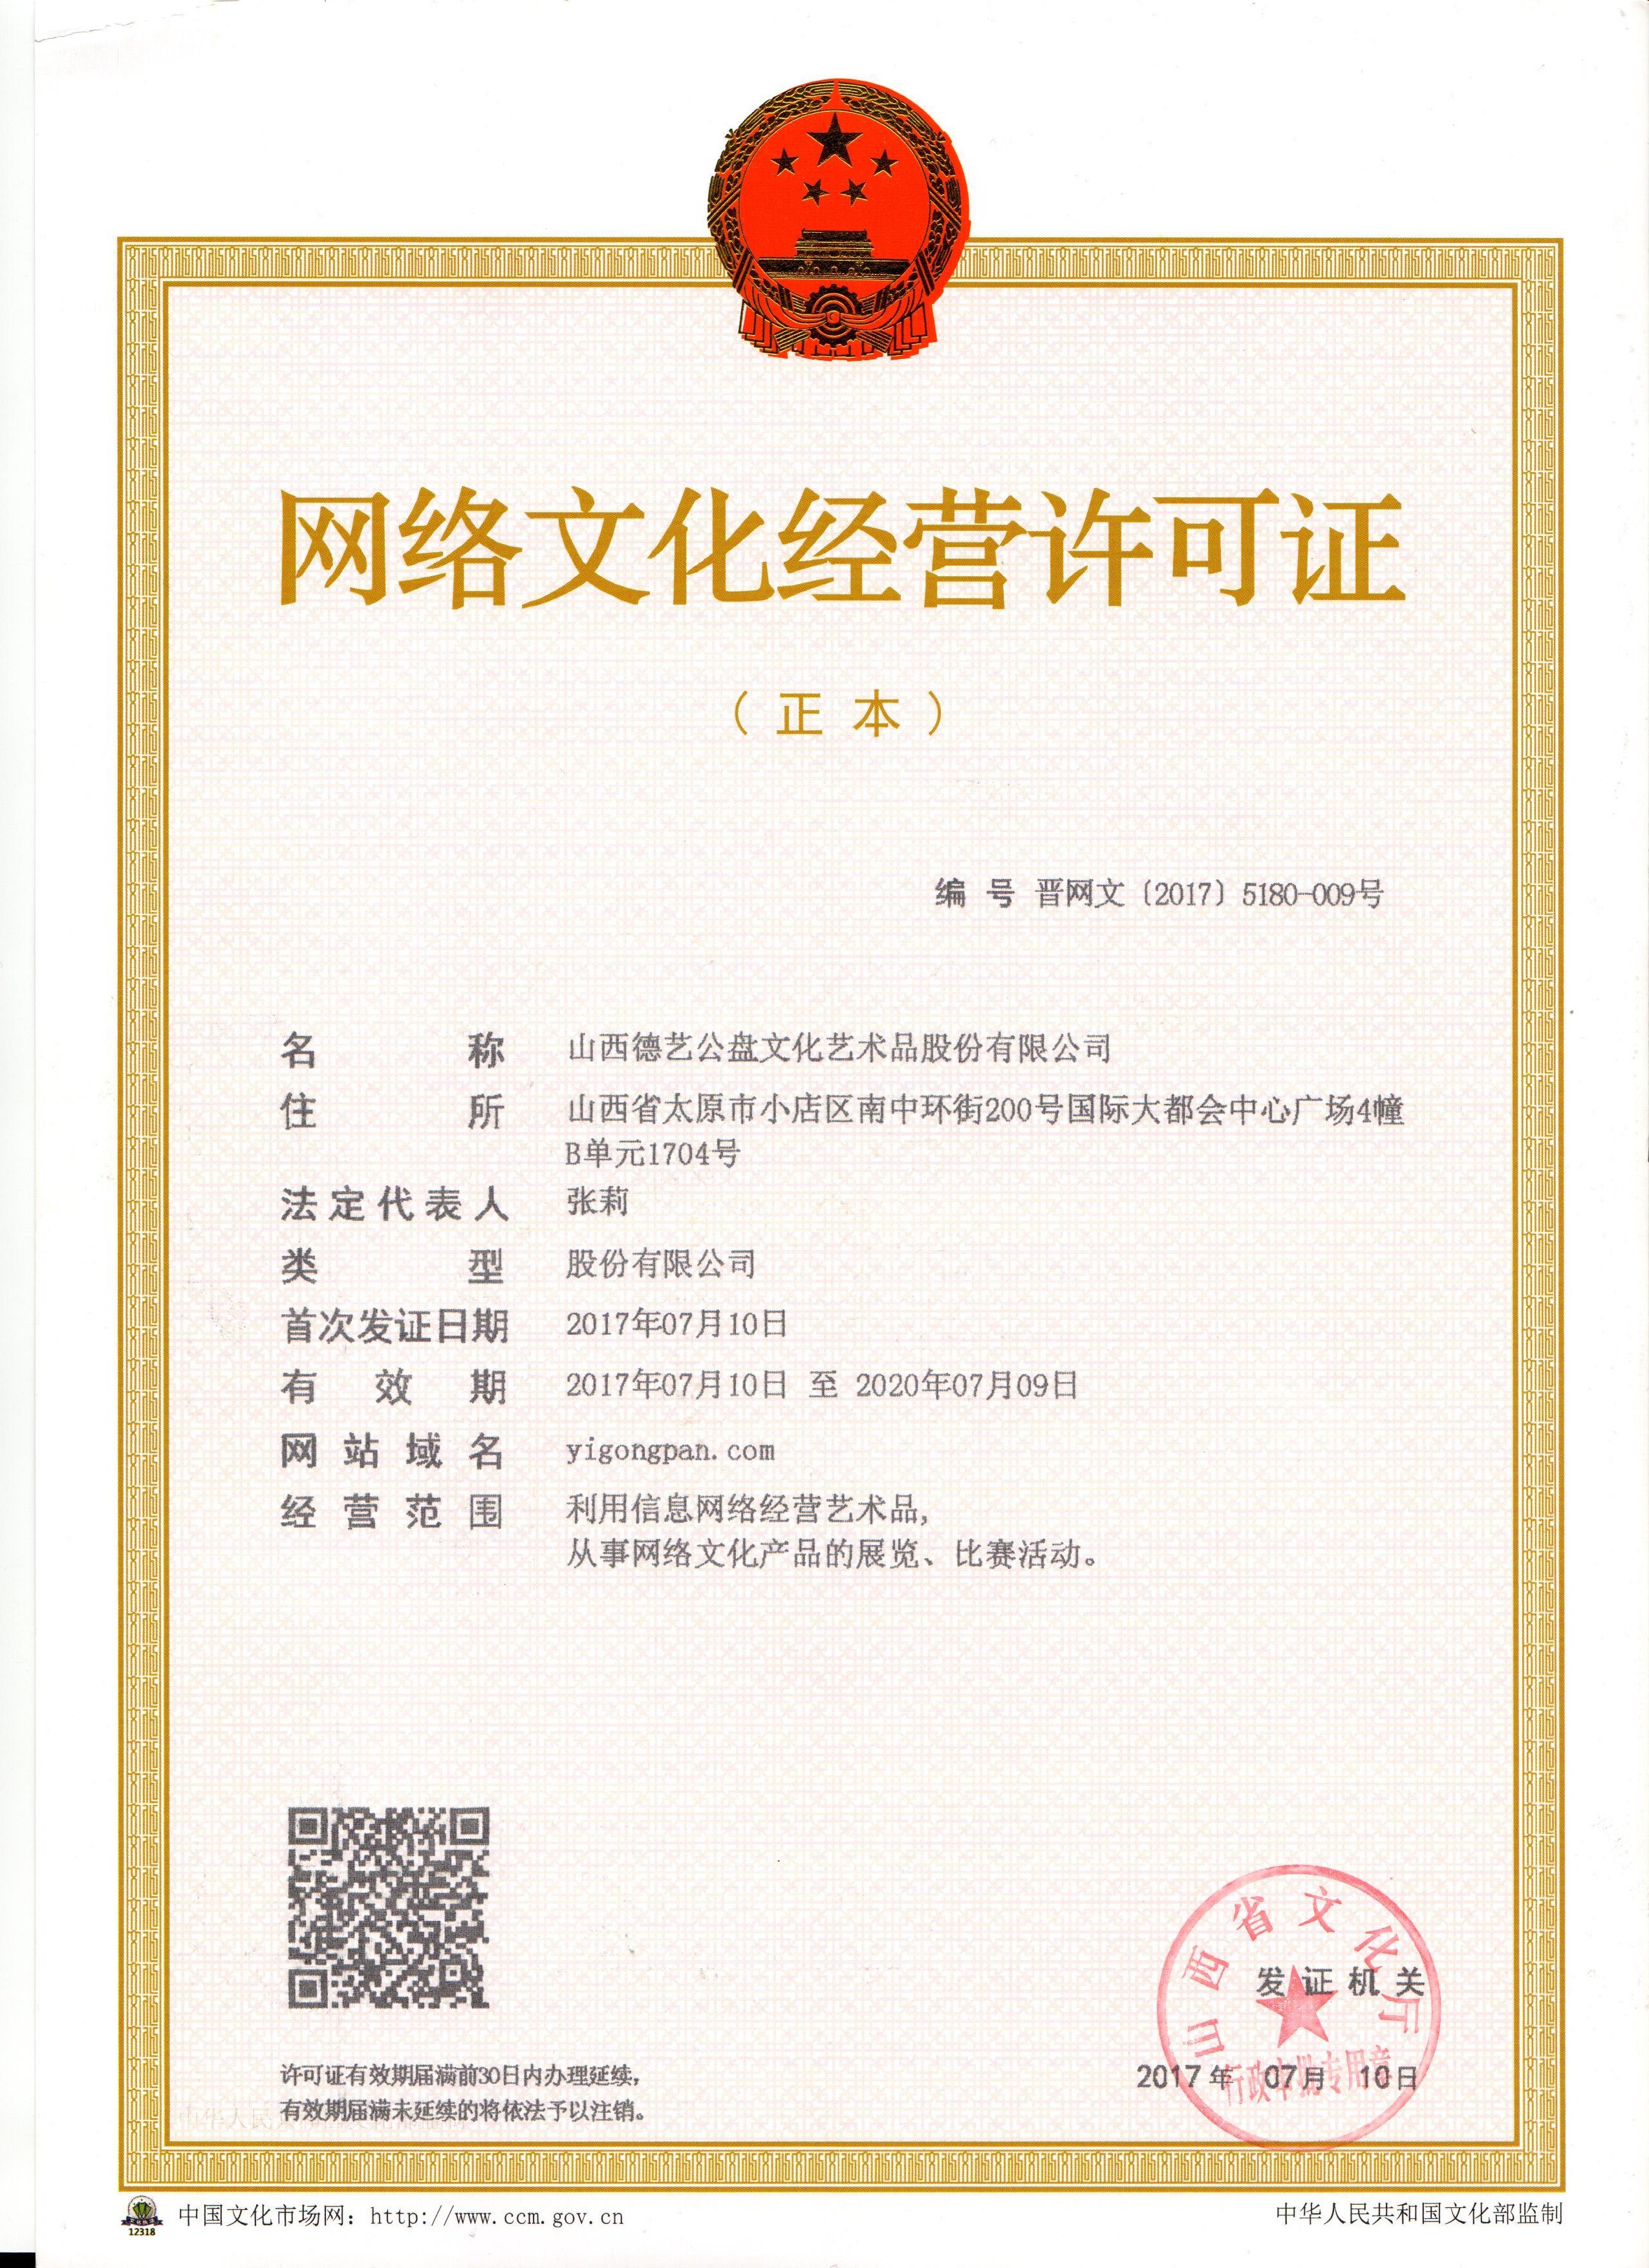 网络文化经营许可证
（正本）
编 号 晋网文〔2017〕5180-009号
名 称 山西德艺公盘文化艺术品股份有限公司
住 所 山西省太原市小店区南中环街200号国际大都会中心广场4幢
B单元1704号
法定代表人 张莉
类 型 股份有限公司
首次发证日期 2017年07月10日
有 效 期 2017年07月10日 至 2020年07月09日
网 站 域 名 yigongpan.com
经 营 范 围 利用信息网络经营艺术品,
从事网络文化产品的展览、比赛活动。
山西省文化厅
发 证 机 关
行政审批专用章
2017 年 07月 10日
许可证有效期届满前30日内办理延续,
有效期届满未延续的将依法予以注销。
12318
中国文化市场网：http://www.ccm.gov.cn
中华人民共和国文化部监制